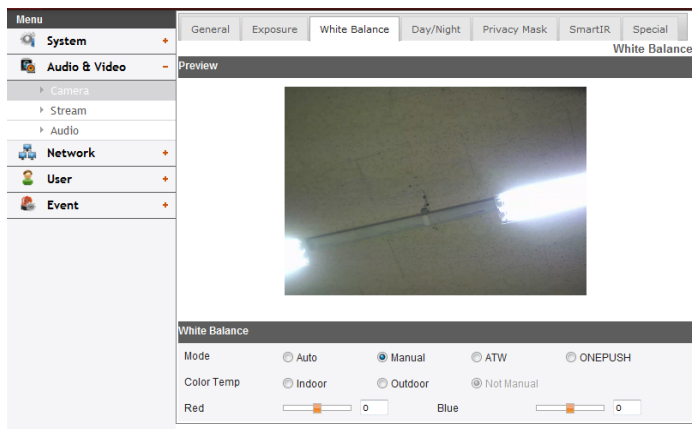 Menu
System +
Audio & Video -
Camera
Stream
Audio
Network +
User +
Event +
General Exposure White Balance Day/Night Privacy Mask SmartIR Special
White Balance
Preview
White Balance
Mode Auto Manual ATW ONEPUSH
Color Temp Indoor Outdoor Not Manual
Red 0 Blue 0